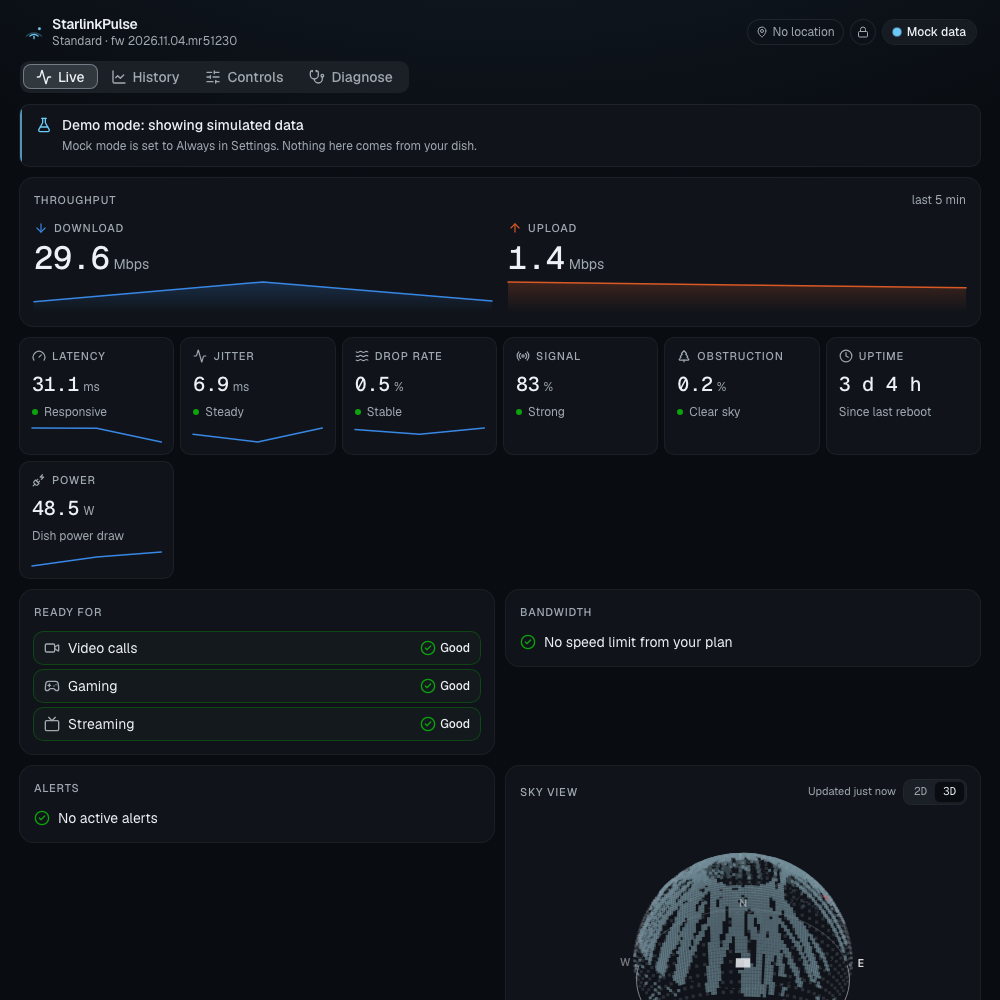 StarlinkPulse
Standard · fw 2026.11.04.mr51230
No location
Mock data
Live
History
Controls
Diagnose
Demo mode: showing simulated data
Mock mode is set to Always in Settings. Nothing here comes from your dish.
THROUGHPUT
last 5 min
DOWNLOAD
29.6 Mbps
UPLOAD
1.4 Mbps
LATENCY
31.1 ms
Responsive
JITTER
6.9 ms
Steady
DROP RATE
0.5 %
Stable
SIGNAL
83 %
Strong
OBSTRUCTION
0.2 %
Clear sky
UPTIME
3 d 4 h
Since last reboot
POWER
48.5 W
Dish power draw
READY FOR
Video calls
Good
Gaming
Good
Streaming
Good
BANDWIDTH
No speed limit from your plan
ALERTS
No active alerts
SKY VIEW
Updated just now
2D
3D
N
W
E